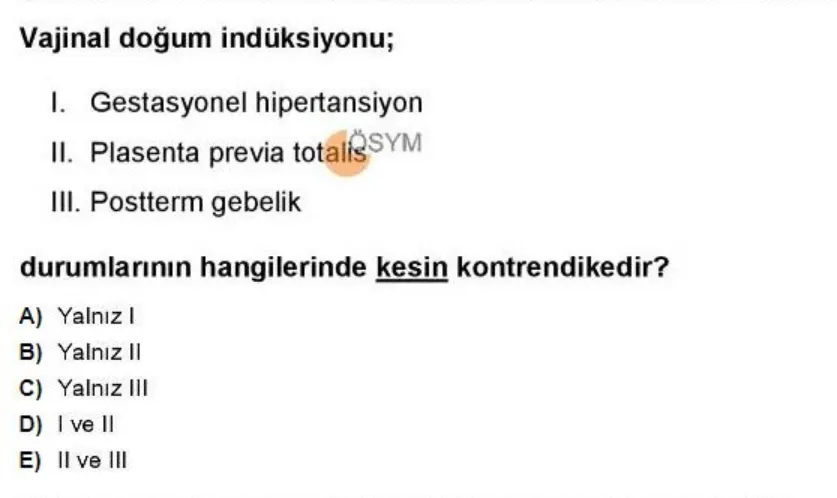 Vajinal doğum indüksiyonu;
I. Gestasyonel hipertansiyon
II. Plasenta previa totalis
ÖSYM
III. Postterm gebelik
durumlarının hangilerinde kesin kontrendikedir?
A) Yalnız I
B) Yalnız II
C) Yalnız III
D) I ve II
E) II ve III